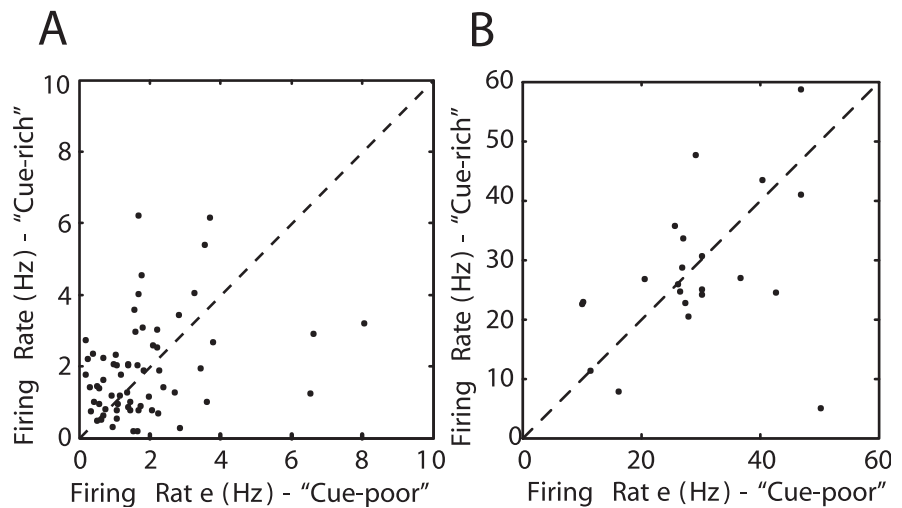 A
B
10
8
6
4
2
0
Firing Rate (Hz) - “Cue-rich”
0 2 4 6 8 10
Firing Rat e (Hz) - “Cue-poor”
60
50
40
30
20
10
0
Firing Rate (Hz) - “Cue-rich”
0 20 40 60
Firing Rat e (Hz) - “Cue-poor”